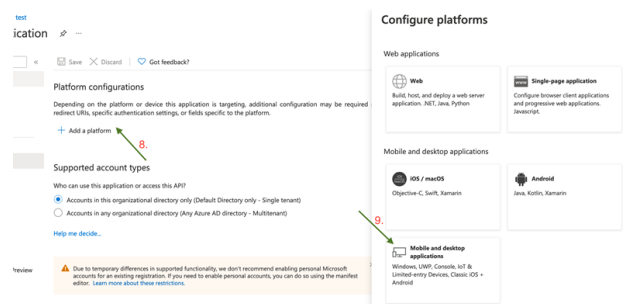 test
ication
Save
Discard
Got feedback?
Platform configurations
Depending on the platform or device this application is targeting, additional configuration may be required
redirect URIs, specific authentication settings, or fields specific to the platform.
+ Add a platform
8.
Supported account types
Who can use this application or access this API?
Accounts in this organizational directory only (Default Directory only - Single tenant)
Accounts in any organizational directory (Any Azure AD directory - Multitenant)
Help me decide...
Preview
Due to temporary differences in supported functionality, we don't recommend enabling personal Microsoft
accounts for an existing registration. If you need to enable personal accounts, you can do so using the manifest
editor. Learn more about these restrictions.
Configure platforms
Web applications
Web
Build, host, and deploy a web server
application. .NET, Java, Python
www
Single-page application
Configure browser client applications
and progressive web applications.
Javascript.
Mobile and desktop applications
iOS
iOS / macOS
Objective-C, Swift, Xamarin
Android
Java, Kotlin, Xamarin
9.
Mobile and desktop
applications
Windows, UWP, Console, IoT &
Limited-entry Devices, Classic iOS +
Android